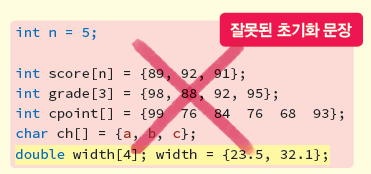 잘못된 초기화 문장
int n = 5;
int score[n] = {89, 92, 91};
int grade[3] = {98, 88, 92, 95};
int cpoint[] = {99  76  84  76  68  93};
char ch[] = {a, b, c};
double width[4]; width = {23.5, 32.1};